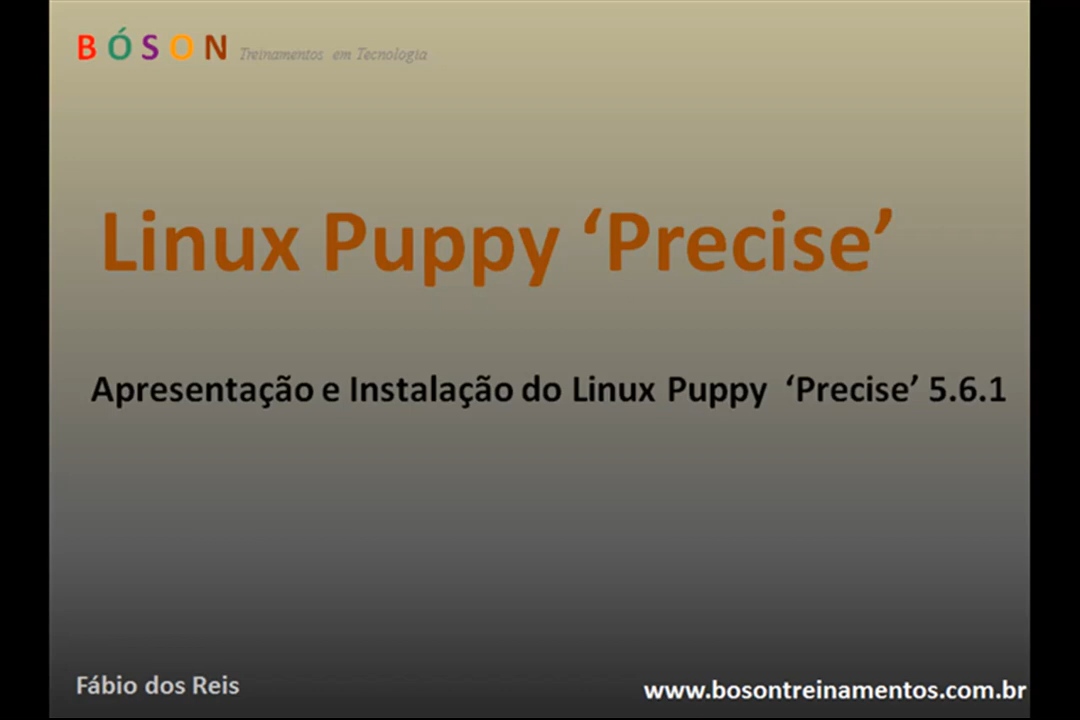 BÓSON Treinamentos em Tecnologia
Linux Puppy ‘Precise’
Apresentação e Instalação do Linux Puppy ‘Precise’ 5.6.1
Fábio dos Reis
www.bosontreinamentos.com.br